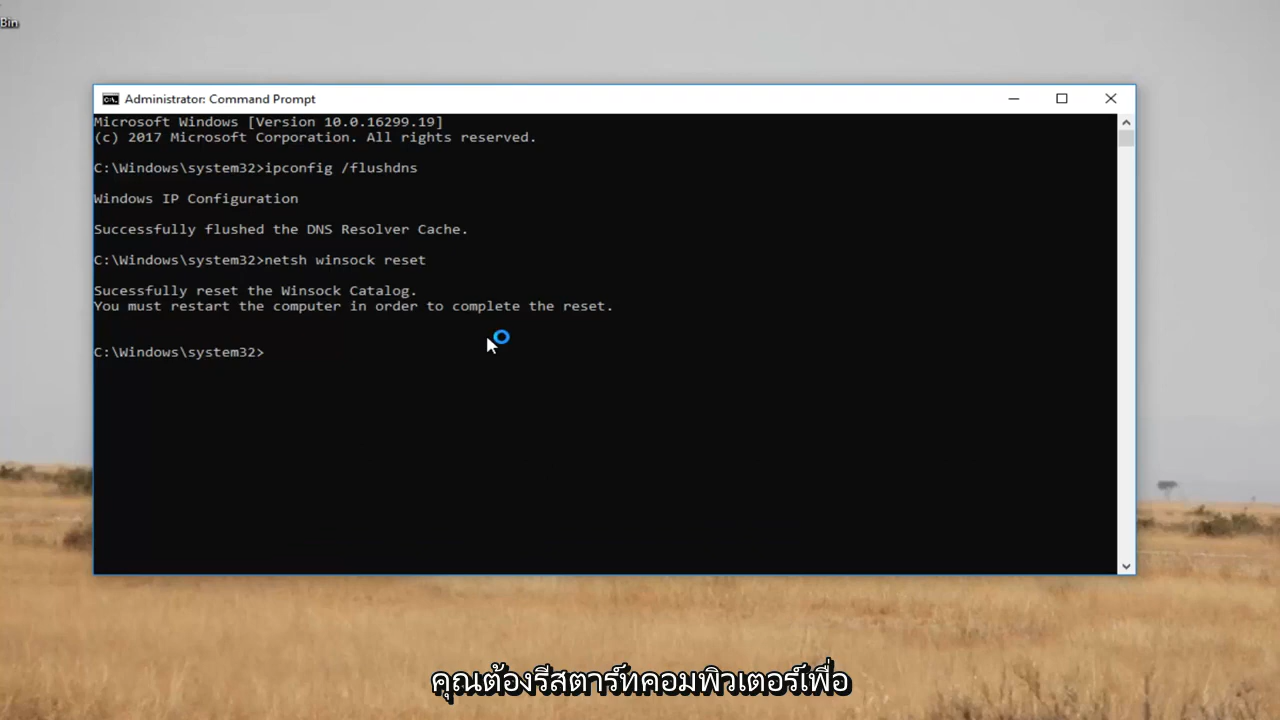 Bin
Administrator: Command Prompt
Microsoft Windows [Version 10.0.16299.19]
(c) 2017 Microsoft Corporation. All rights reserved.
C:\Windows\system32>ipconfig /flushdns
Windows IP Configuration
Successfully flushed the DNS Resolver Cache.
C:\Windows\system32>netsh winsock reset
Sucessfully reset the Winsock Catalog.
You must restart the computer in order to complete the reset.
C:\Windows\system32>
คุณต้องรีสตาร์ทคอมพิวเตอร์เพื่อ